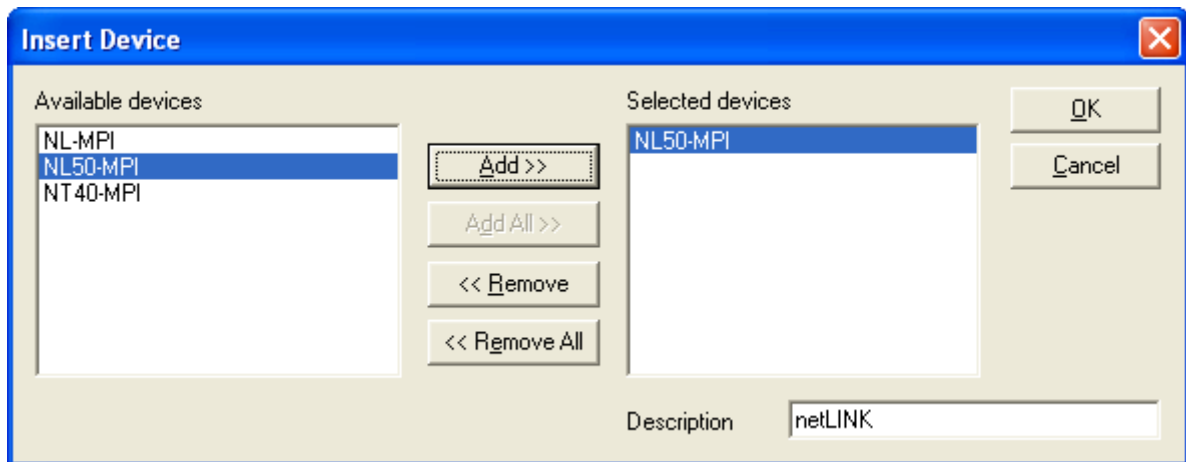 Insert Device
Available devices
NL-MPI
NL50-MPI
NT40-MPI
Add >>
Add All >>
<< Remove
<< Remove All
Selected devices
NL50-MPI
OK
Cancel
Description
netLINK